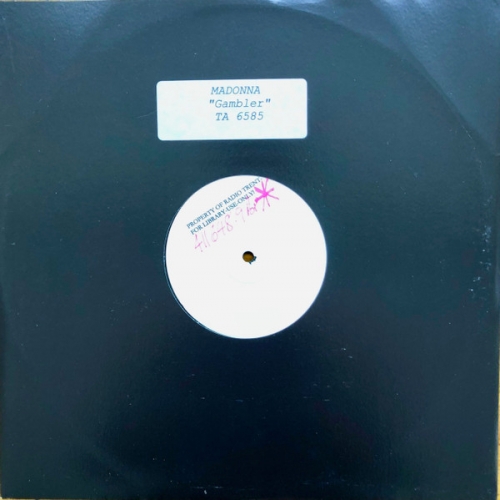 MADONNA
"Gambler"
TA 6585
PROPERTY OF RADIO TRENT
FOR LIBRARY-USE-ONLY!